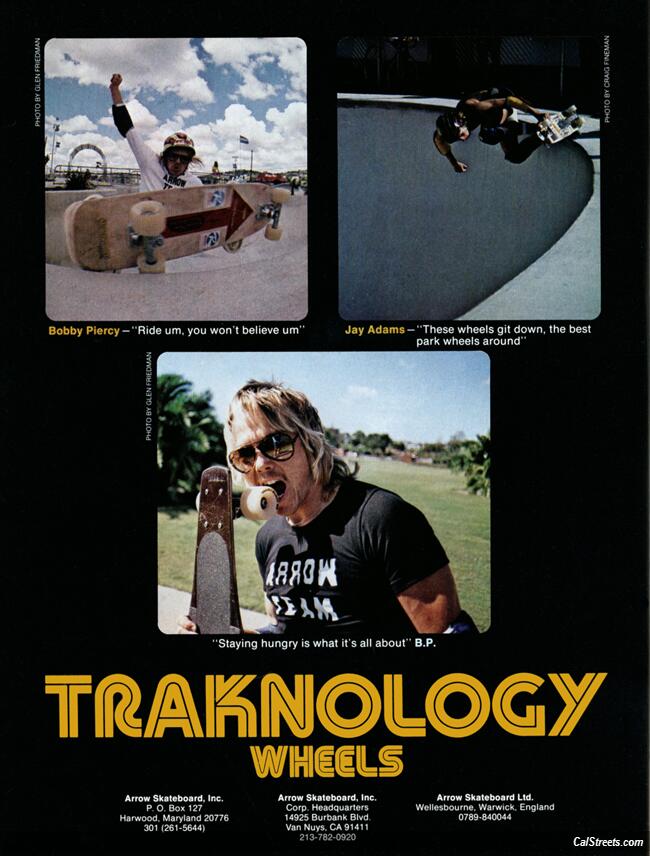 PHOTO BY GLEN FRIEDMAN
PHOTO BY CRAIG FINEMAN
ARROW
Bobby Piercy — "Ride um, you won't believe um"
Jay Adams — "These wheels git down, the best
park wheels around"
PHOTO BY GLEN FRIEDMAN
ARROW
TEAM
"Staying hungry is what it's all about" B.P.
TRAKNOLOGY
WHEELS
Arrow Skateboard, Inc.
P. O. Box 127
Harwood, Maryland 20776
301 (261-5644)
Arrow Skateboard, Inc.
Corp. Headquarters
14925 Burbank Blvd.
Van Nuys, CA 91411
213-782-0920
Arrow Skateboard Ltd.
Wellesbourne, Warwick, England
0789-840044
CalStreets.com